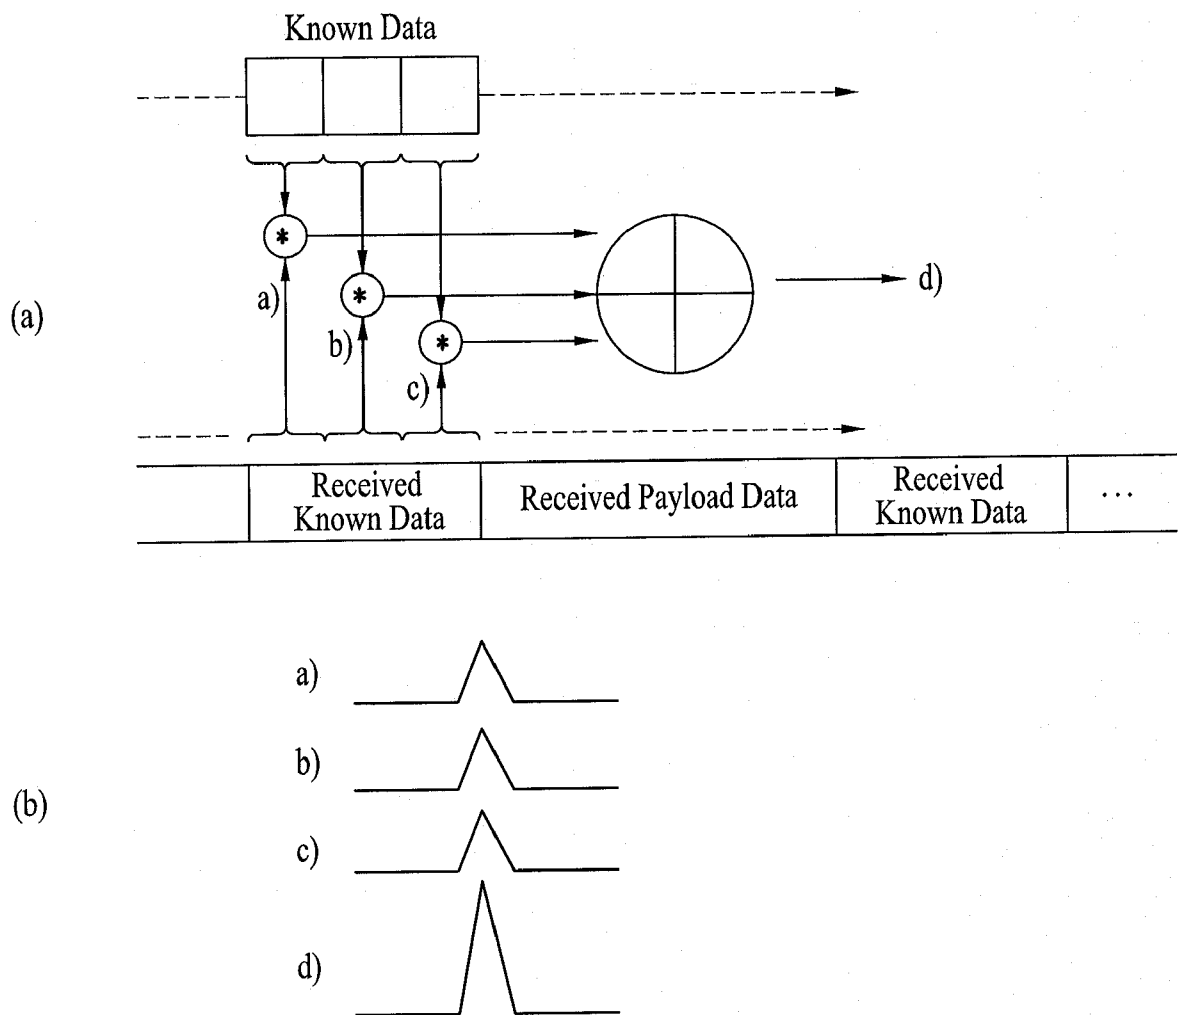 Known Data
*
a)
*
d)
(a)
b)
*
c)
Received
Known Data
Received Payload Data
Received
Known Data
...
a)
b)
(b)
c)
d)